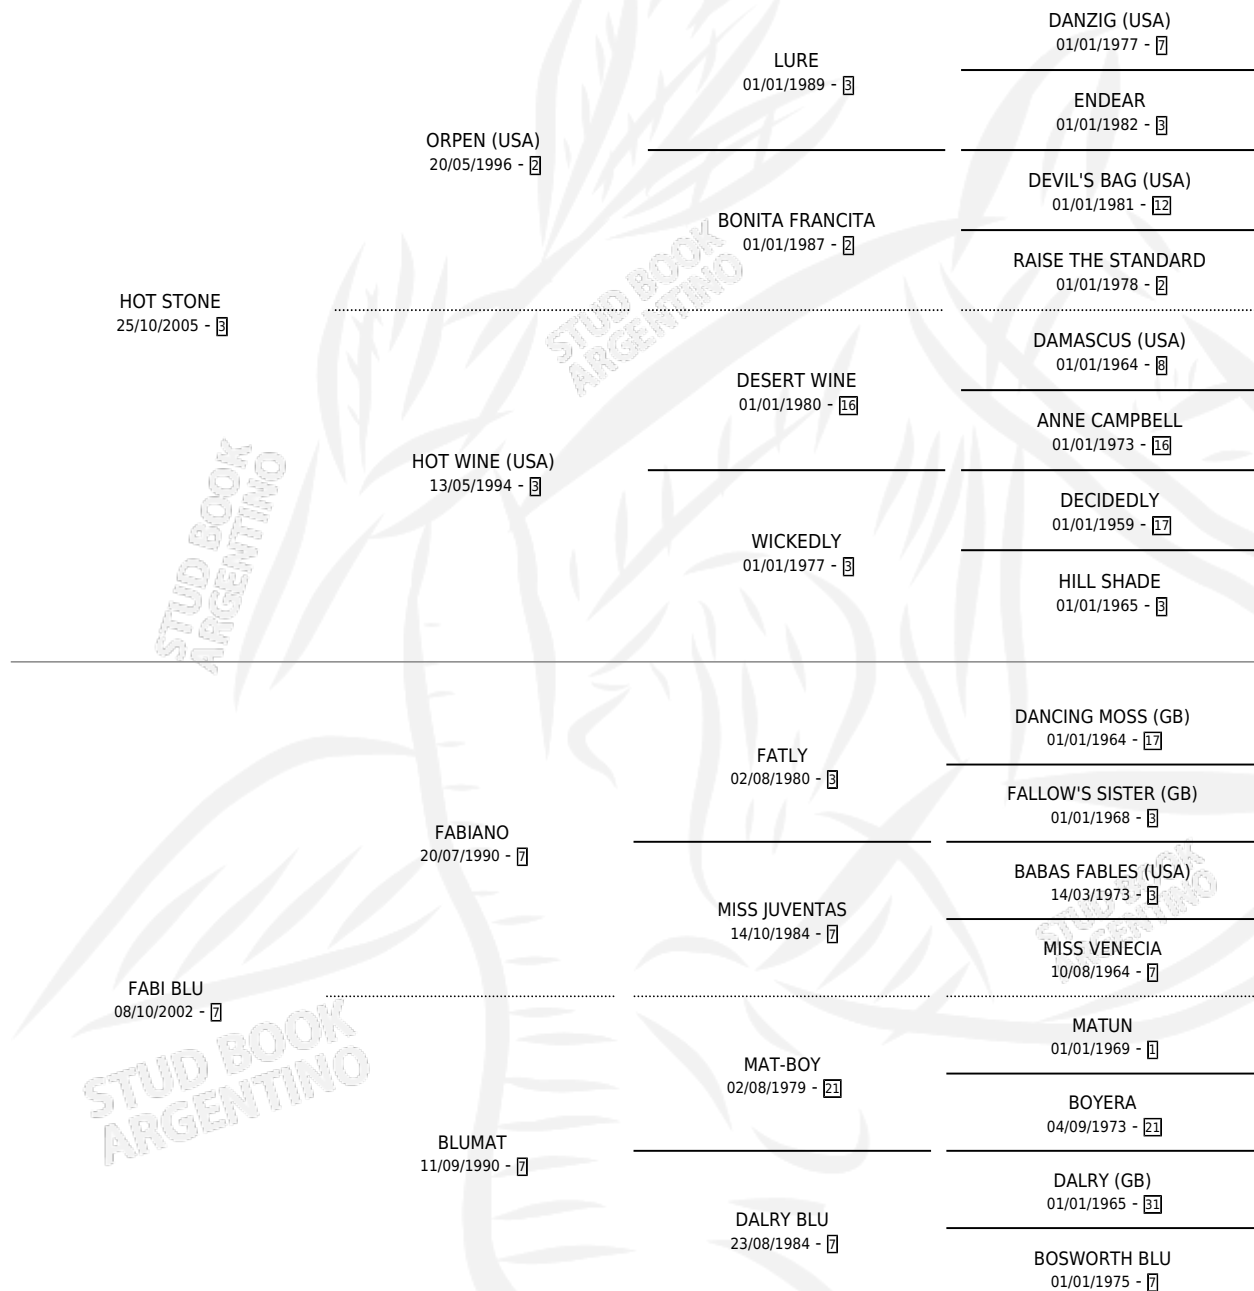 HOT STONE
25/10/2005 - 3
ORPEN (USA)
20/05/1996 - 2
LURE
01/01/1989 - 3
DANZIG (USA)
01/01/1977 - 7
ENDEAR
01/01/1982 - 3
BONITA FRANCITA
01/01/1987 - 2
DEVIL'S BAG (USA)
01/01/1981 - 12
RAISE THE STANDARD
01/01/1978 - 2
HOT WINE (USA)
13/05/1994 - 3
DESERT WINE
01/01/1980 - 16
DAMASCUS (USA)
01/01/1964 - 8
ANNE CAMPBELL
01/01/1973 - 16
WICKEDLY
01/01/1977 - 3
DECIDEDLY
01/01/1959 - 17
HILL SHADE
01/01/1965 - 3
FABI BLU
08/10/2002 - 7
FABIANO
20/07/1990 - 7
FATLY
02/08/1980 - 3
DANCING MOSS (GB)
01/01/1964 - 17
FALLOW'S SISTER (GB)
01/01/1968 - 3
MISS JUVENTAS
14/10/1984 - 7
BABAS FABLES (USA)
14/03/1973 - 3
MISS VENECIA
10/08/1964 - 7
BLUMAT
11/09/1990 - 7
MAT-BOY
02/08/1979 - 21
MATUN
01/01/1969 - 1
BOYERA
04/09/1973 - 21
DALRY BLU
23/08/1984 - 7
DALRY (GB)
01/01/1965 - 31
BOSWORTH BLU
01/01/1975 - 7
STUD BOOK
ARGENTINO
STUD BOOK
ARGENTINO
STUD BOOK
ARGENTINO
STUD BOOK
ARGENTINO